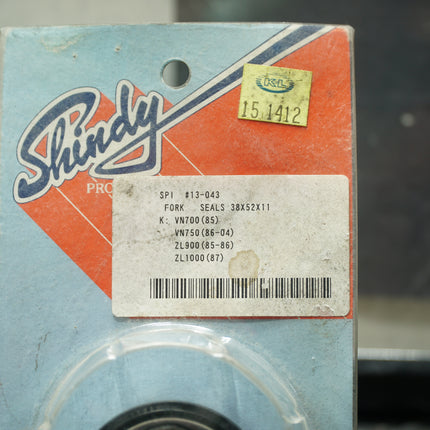 Shindy
K&L
15.1412
PRO
SPI #13-043
FORK SEALS 38X52X11
K: VN700(85)
VN750(86-04)
ZL900(85-86)
ZL1000(87)